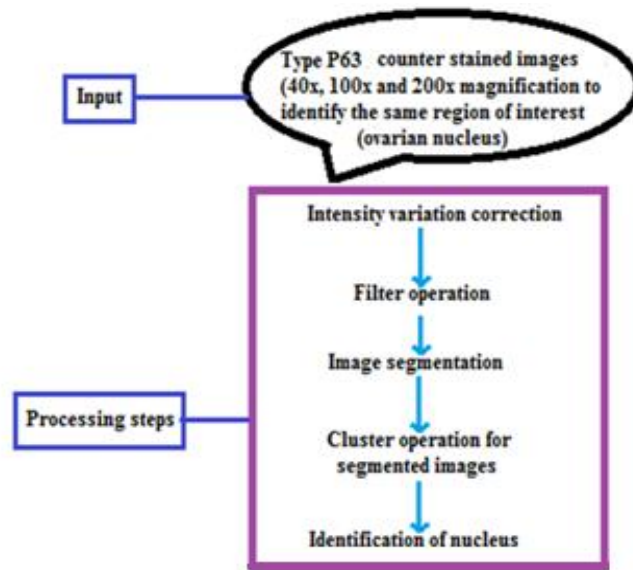 Input
Type P63 counter stained images
(40x, 100x and 200x magnification to
identify the same region of interest
(ovarian nucleus)
Processing steps
Intensity variation correction
Filter operation
Image segmentation
Cluster operation for
segmented images
Identification of nucleus